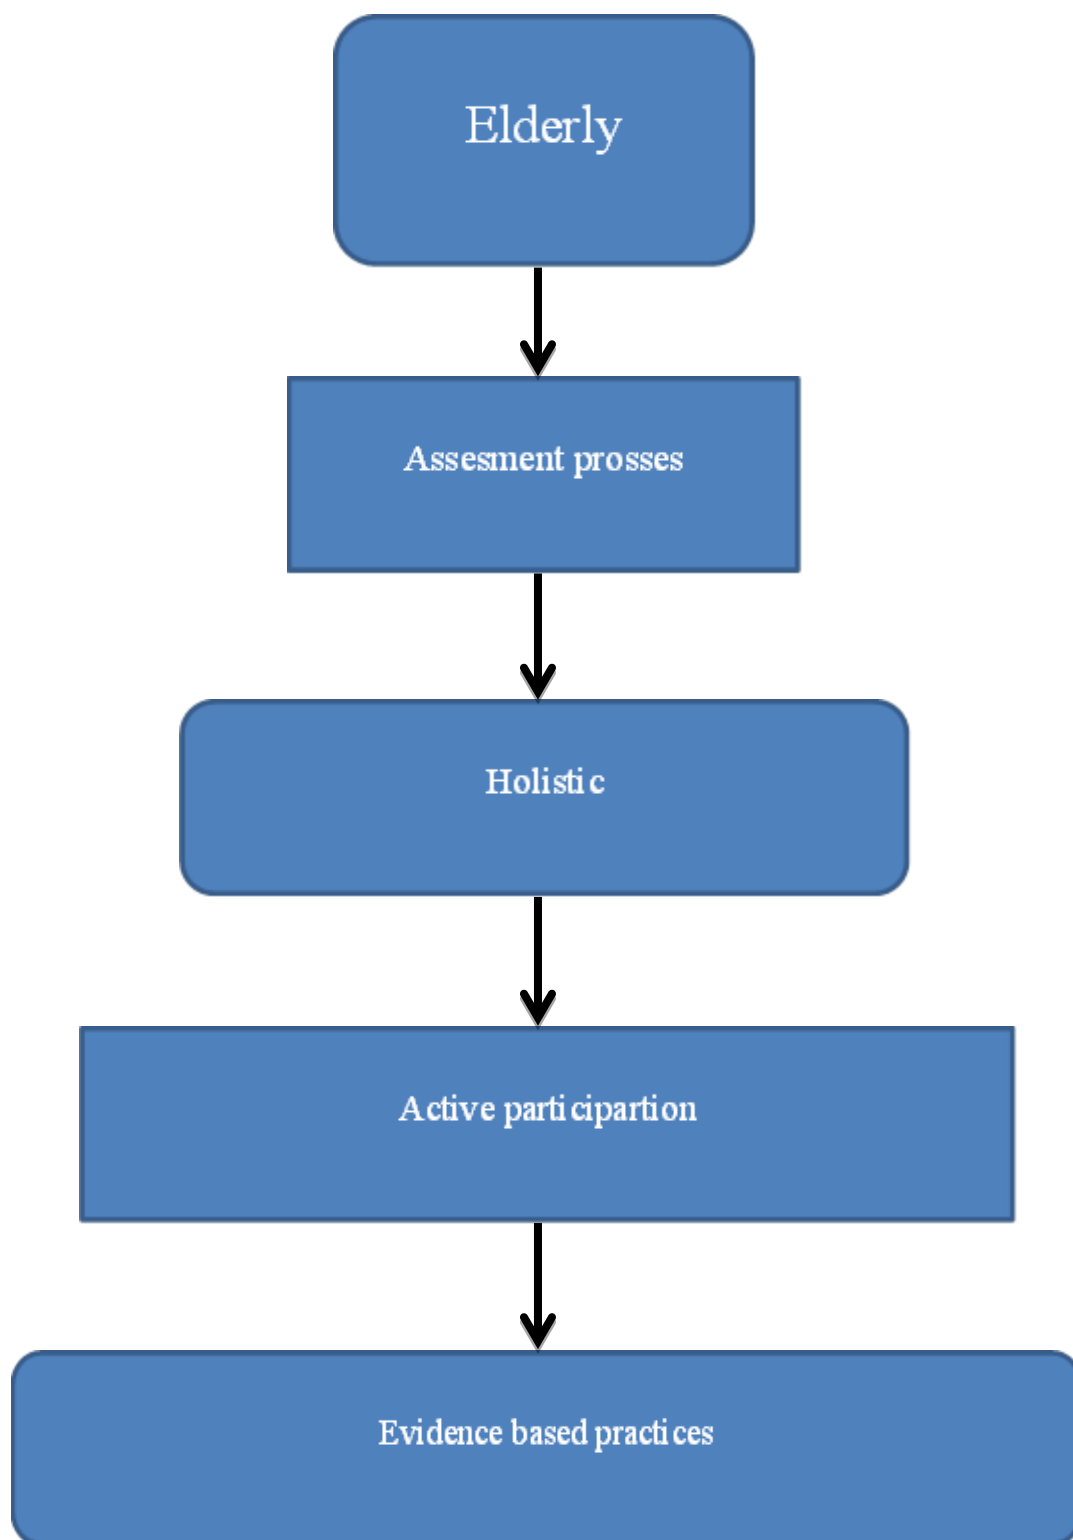 Elderly
Assesment prosses
Holistic
Active participartion
Evidence based practices